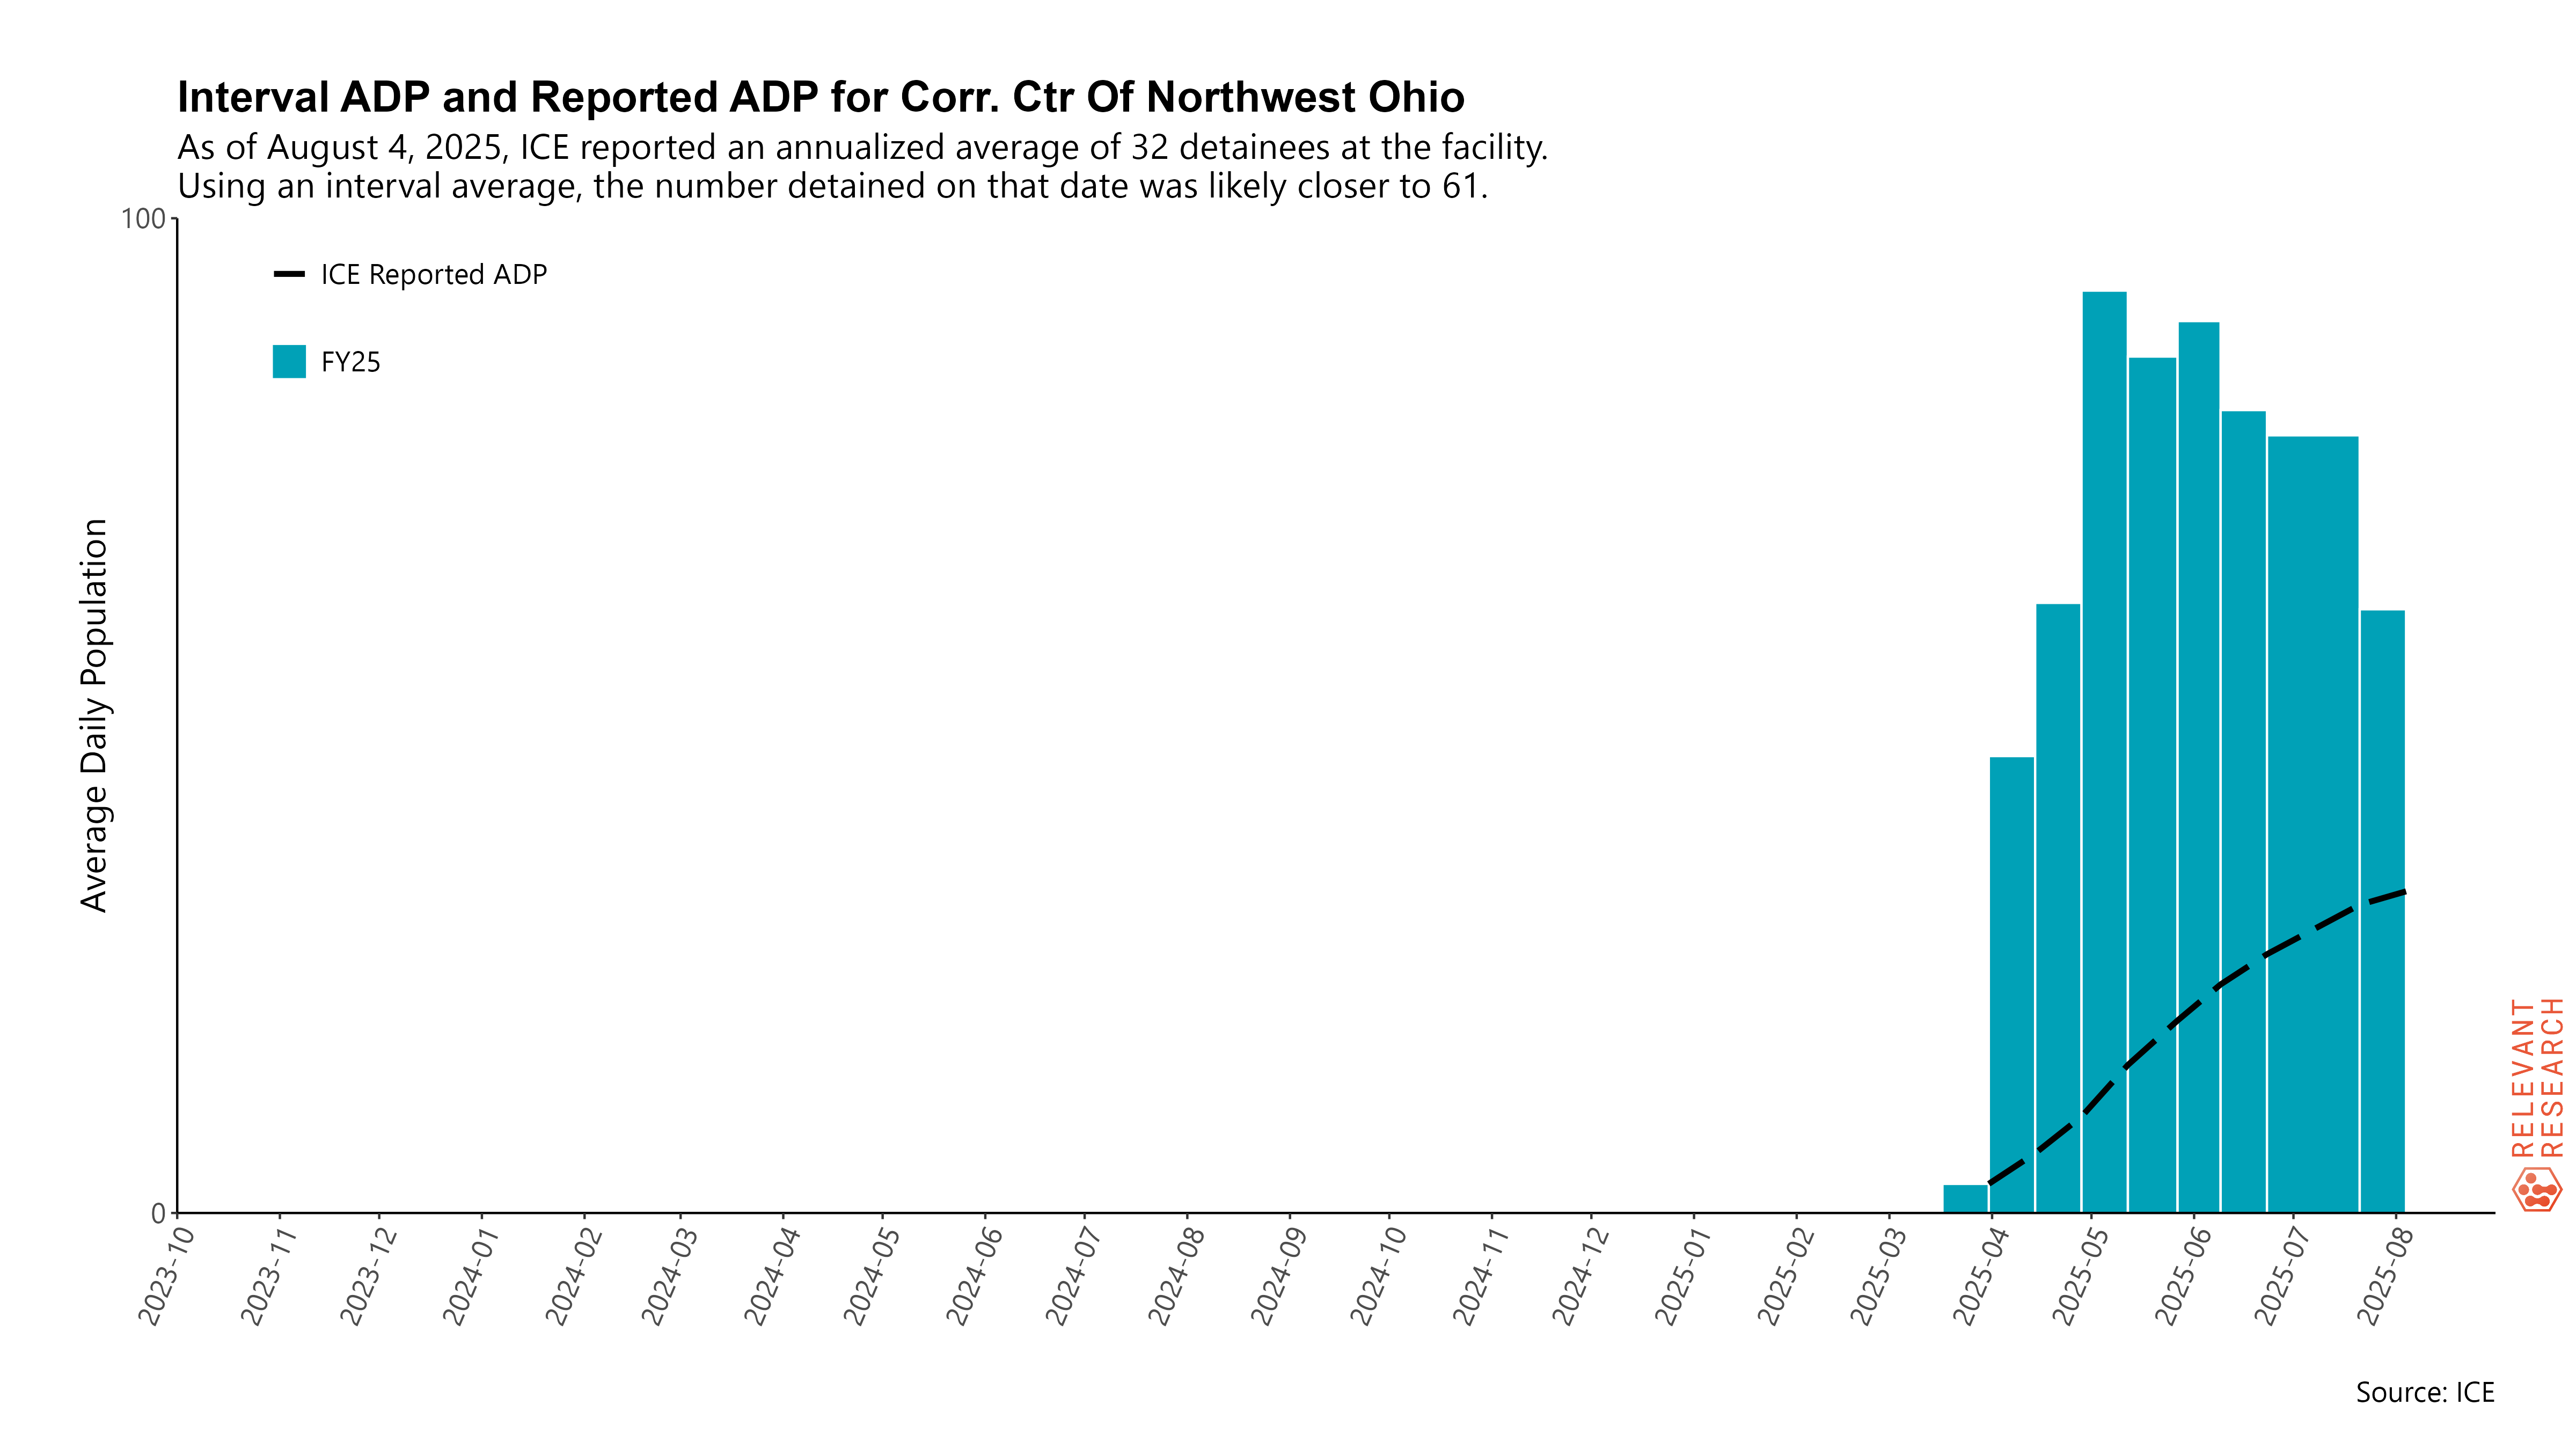 Interval ADP and Reported ADP for Corr. Ctr Of Northwest Ohio
As of August 4, 2025, ICE reported an annualized average of 32 detainees at the facility.
Using an interval average, the number detained on that date was likely closer to 61.
100
ICE Reported ADP
FY25
Average Daily Population
0
2023-10
2023-11
2023-12
2024-01
2024-02
2024-03
2024-04
2024-05
2024-06
2024-07
2024-08
2024-09
2024-10
2024-11
2024-12
2025-01
2025-02
2025-03
2025-04
2025-05
2025-06
2025-07
2025-08
RELEVANT
RESEARCH
Source: ICE